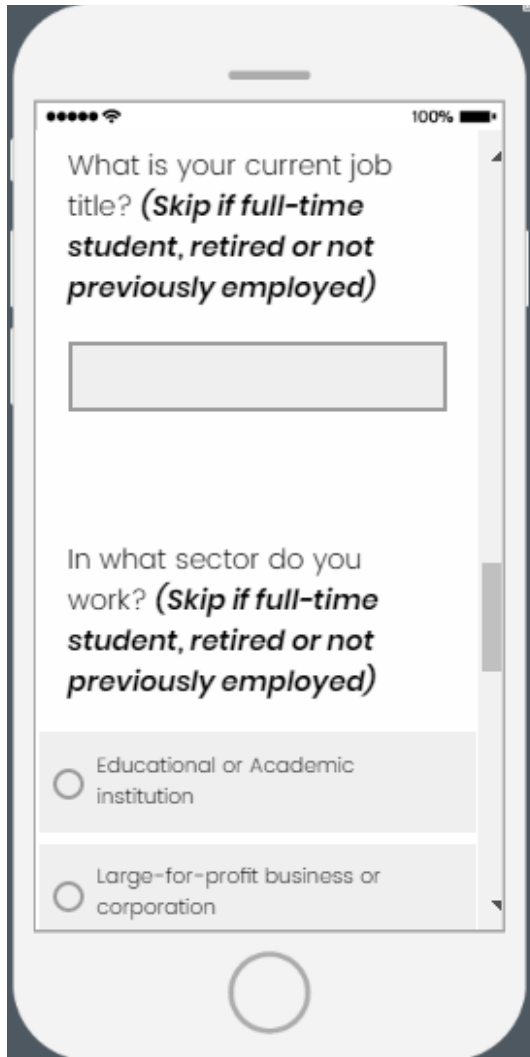 100%
What is your current job
title? (Skip if full-time
student, retired or not
previously employed)
In what sector do you
work? (Skip if full-time
student, retired or not
previously employed)
Educational or Academic
institution
Large-for-profit business or
corporation